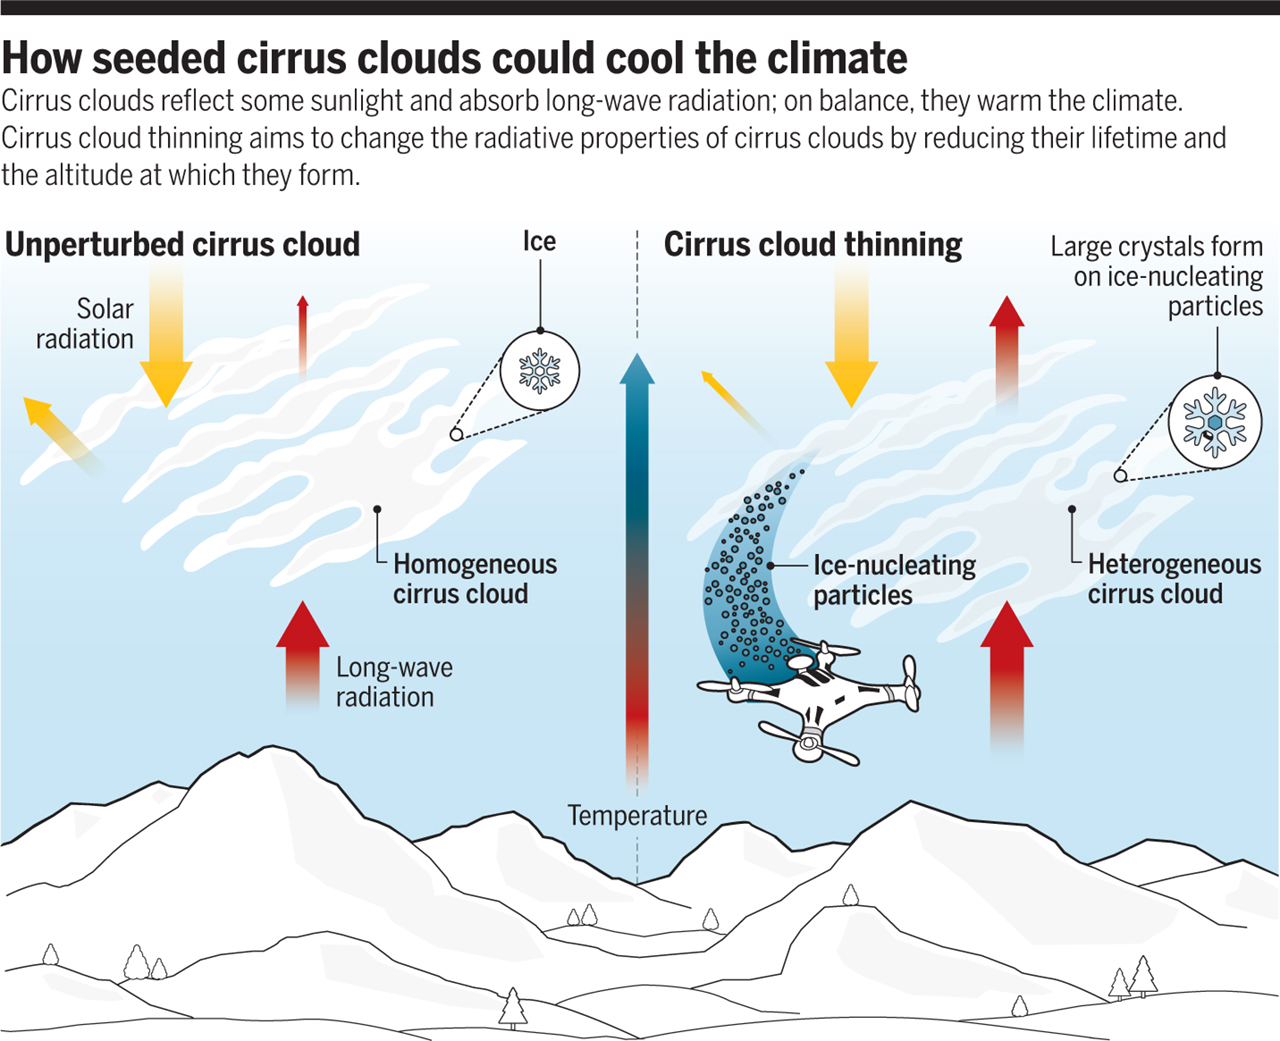 How seeded cirrus clouds could cool the climate
Cirrus clouds reflect some sunlight and absorb long-wave radiation; on balance, they warm the climate.
Cirrus cloud thinning aims to change the radiative properties of cirrus clouds by reducing their lifetime and
the altitude at which they form.
Unperturbed cirrus cloud
Ice
Solar
radiation
Homogeneous
cirrus cloud
Long-wave
radiation
Temperature
Cirrus cloud thinning
Large crystals form
on ice-nucleating
particles
Ice-nucleating
particles
Heterogeneous
cirrus cloud